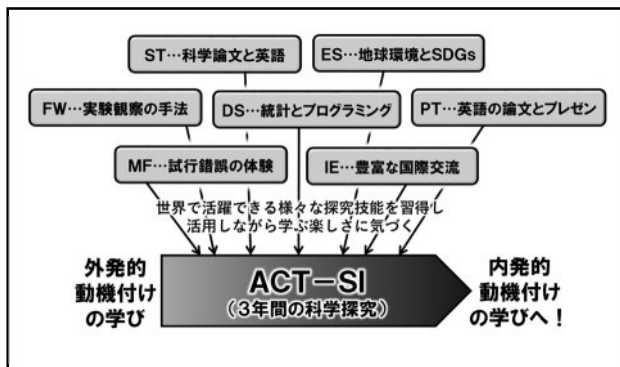 ST…科学論文と英語
ES…地球環境とSDGs
FW…実験観察の手法
DS…統計とプログラミング
PT…英語の論文とプレゼン
MF…試行錯誤の体験
IE…豊富な国際交流
世界で活躍できる様々な探究技能を習得し
活用しながら学ぶ楽しさに気づく
外発的
動機付け
の学び
ACT−SI
(3年間の科学探究)
内発的
動機付け
の学びへ!